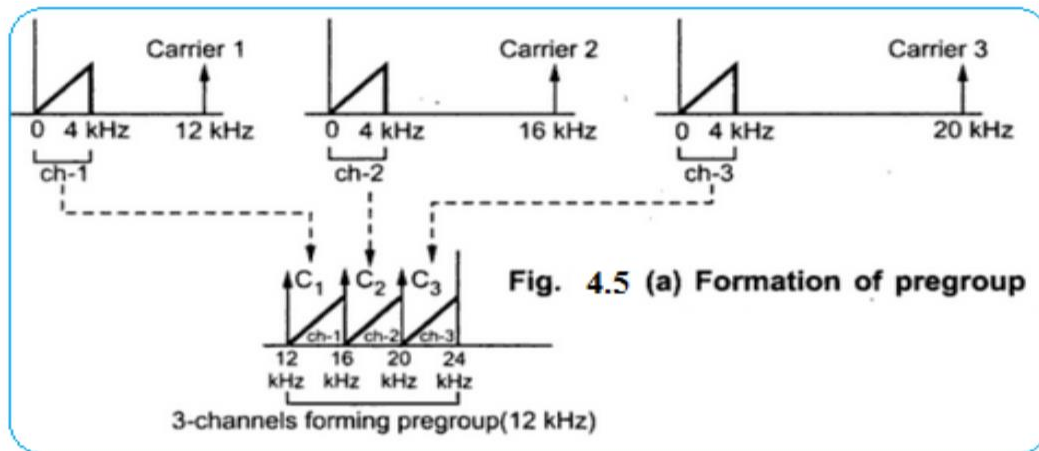 Carrier 1
Carrier 2
Carrier 3
0 4 kHz 12 kHz
0 4 kHz 16 kHz
0 4 kHz 20 kHz
ch-1
ch-2
ch-3
C1 C2 C3
Fig. 4.5 (a) Formation of pregroup
ch-1 ch-2 ch-3
12 16 20 24
kHz kHz kHz kHz
3-channels forming pregroup(12 kHz)